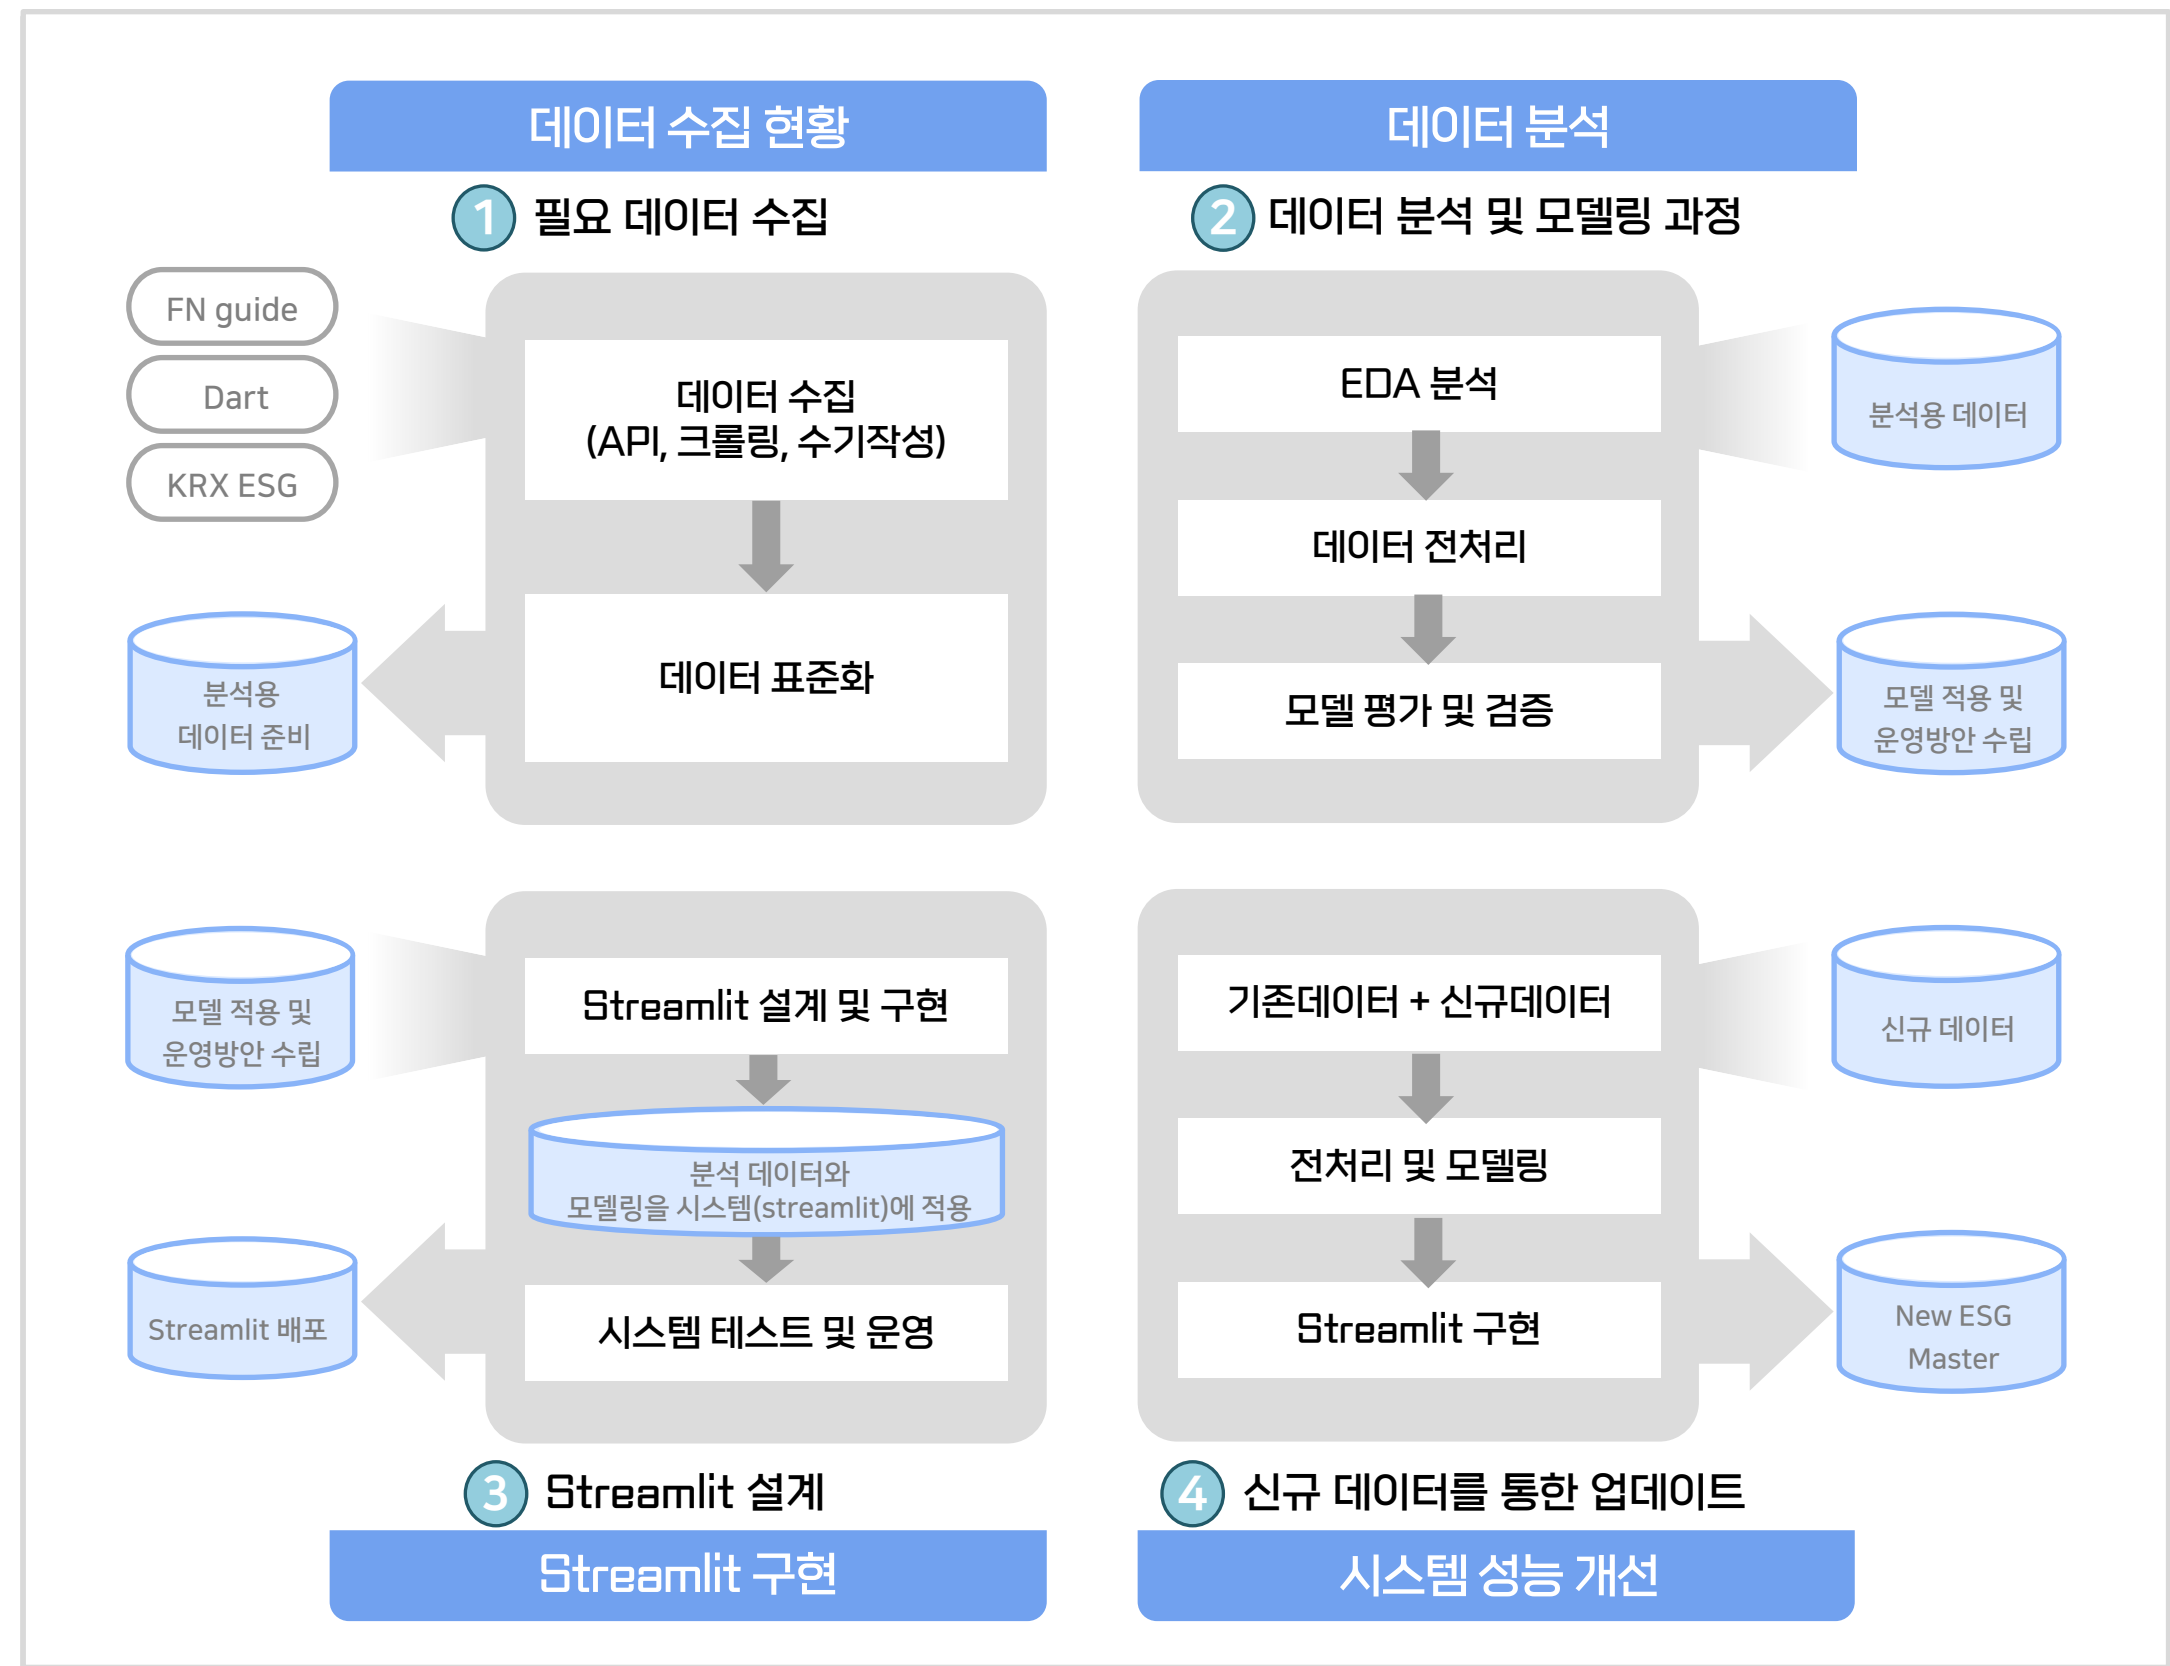 데이터 수집 현황
1 필요 데이터 수집
FN guide
Dart
KRX ESG
데이터 수집
(API, 크롤링, 수기작성)
데이터 표준화
분석용
데이터 준비
데이터 분석
2 데이터 분석 및 모델링 과정
EDA 분석
분석용 데이터
데이터 전처리
모델 평가 및 검증
모델 적용 및
운영방안 수립
모델 적용 및
운영방안 수립
Streamlit 설계 및 구현
분석 데이터와
모델링을 시스템(streamlit)에 적용
시스템 테스트 및 운영
Streamlit 배포
3 Streamlit 설계
Streamlit 구현
기존데이터 + 신규데이터
신규 데이터
전처리 및 모델링
Streamlit 구현
New ESG
Master
4 신규 데이터를 통한 업데이트
시스템 성능 개선